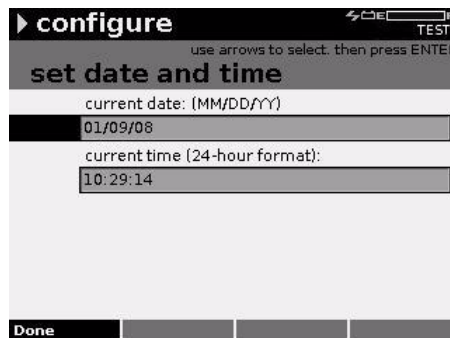 configure
E
TEST
use arrows to select. then press ENTE
set date and time
current date: (MM/DD/YY)
01/09/08
current time (24-hour format):
10:29:14
Done